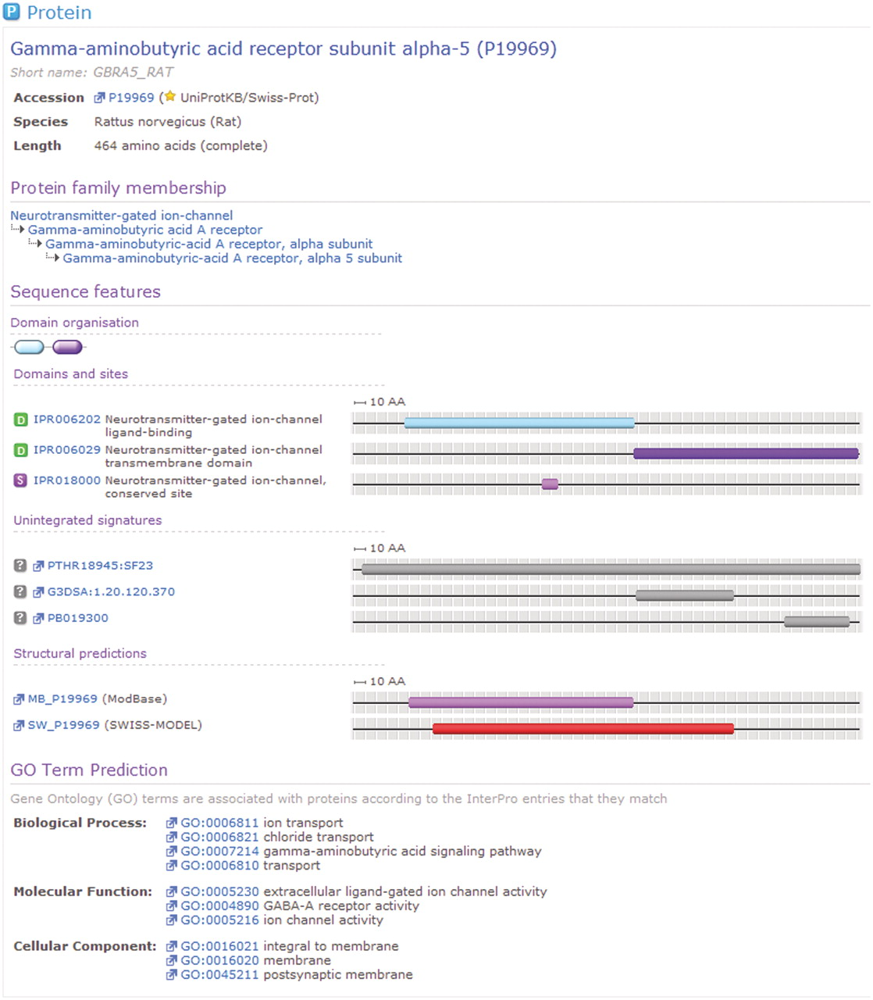 P Protein
Gamma-aminobutyric acid receptor subunit alpha-5 (P19969)
Short name: GBRA5_RAT
Accession P19969 (UniProtKB/Swiss-Prot)
Species Rattus norvegicus (Rat)
Length 464 amino acids (complete)
Protein family membership
Neurotransmitter-gated ion-channel
Gamma-aminobutyric acid A receptor
Gamma-aminobutyric-acid A receptor, alpha subunit
Gamma-aminobutyric-acid A receptor, alpha 5 subunit
Sequence features
Domain organisation
Domains and sites
10 AA
D IPR006202 Neurotransmitter-gated ion-channel
ligand-binding
D IPR006029 Neurotransmitter-gated ion-channel
transmembrane domain
S IPR018000 Neurotransmitter-gated ion-channel,
conserved site
Unintegrated signatures
10 AA
? PTHR18945:SF23
? G3DSA:1.20.120.370
? PB019300
Structural predictions
10 AA
MB_P19969 (ModBase)
SW_P19969 (SWISS-MODEL)
GO Term Prediction
Gene Ontology (GO) terms are associated with proteins according to the InterPro entries that they match
Biological Process: GO:0006811 ion transport
GO:0006821 chloride transport
GO:0007214 gamma-aminobutyric acid signaling pathway
GO:0006810 transport
Molecular Function: GO:0005230 extracellular ligand-gated ion channel activity
GO:0004890 GABA-A receptor activity
GO:0005216 ion channel activity
Cellular Component: GO:0016021 integral to membrane
GO:0016020 membrane
GO:0045211 postsynaptic membrane